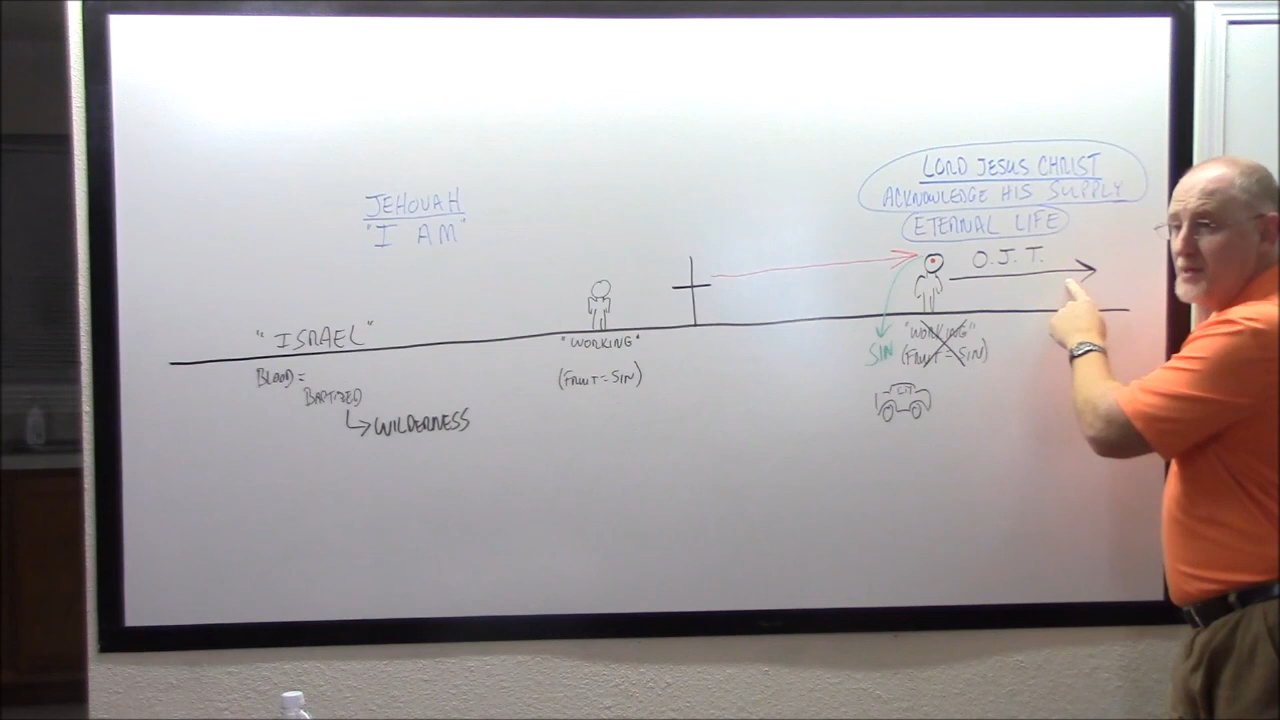 JEHOVAH
"I AM"
"ISRAEL"
BLOOD =
BAPTIZED
WILDERNESS
"WORKING"
(FRUIT = SIN)
LORD JESUS CHRIST
ACKNOWLEDGE HIS SUPPLY
ETERNAL LIFE
O.J.T.
SIN
"WORKING"
(FRUIT = SIN)